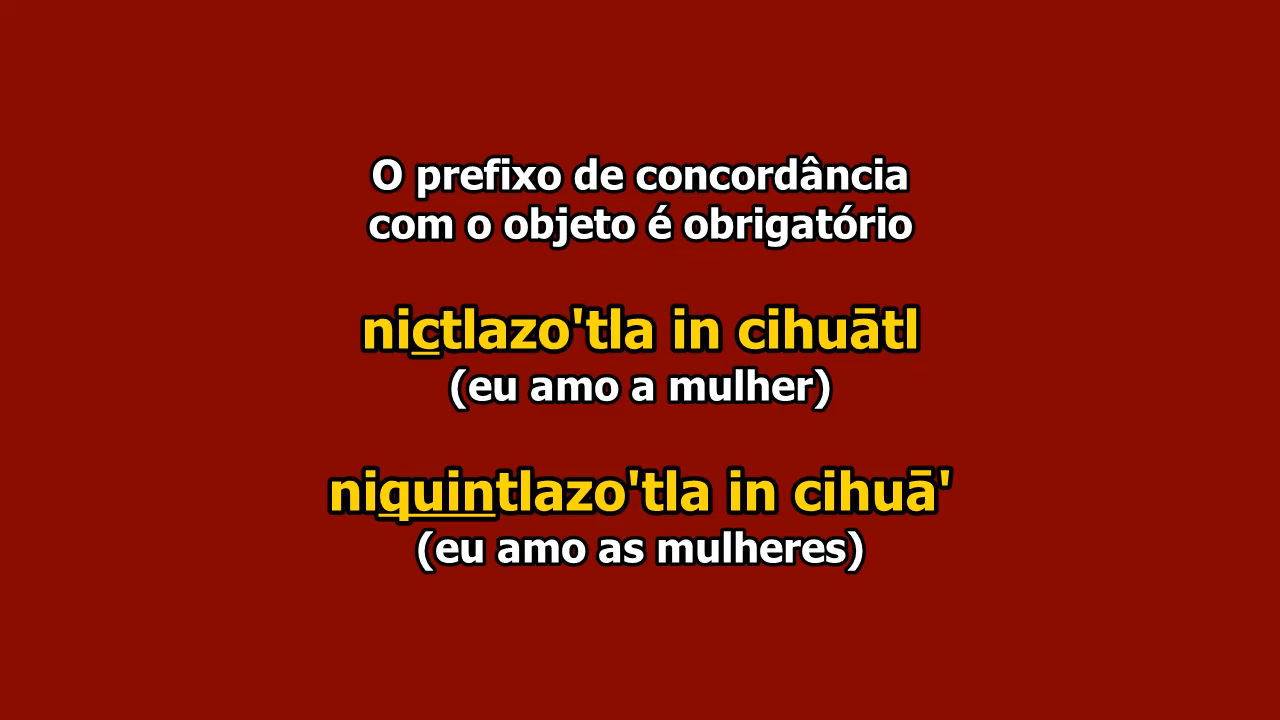 O prefixo de concordância
com o objeto é obrigatório
nictlazo'tla in cihuātl
(eu amo a mulher)
niquintlazo'tla in cihuā'
(eu amo as mulheres)